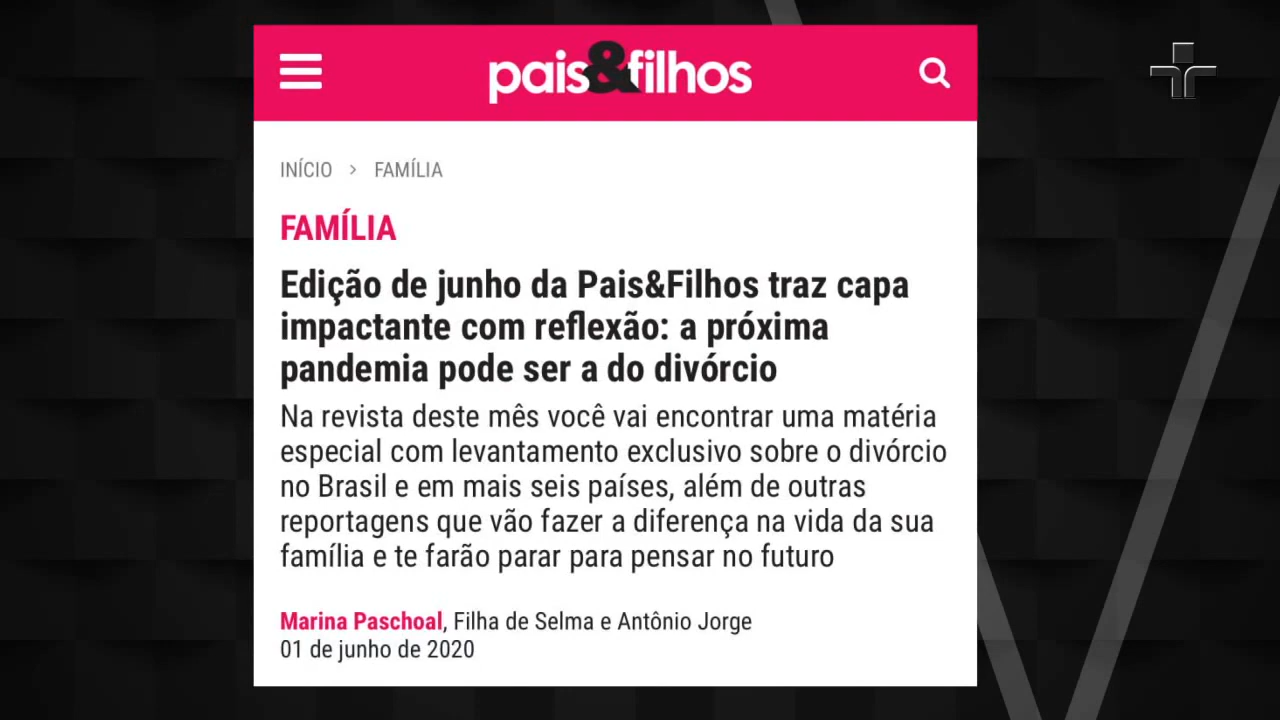 pais&filhos
INÍCIO > FAMÍLIA
FAMÍLIA
Edição de junho da Pais&Filhos traz capa
impactante com reflexão: a próxima
pandemia pode ser a do divórcio
Na revista deste mês você vai encontrar uma matéria
especial com levantamento exclusivo sobre o divórcio
no Brasil e em mais seis países, além de outras
reportagens que vão fazer a diferença na vida da sua
família e te farão parar para pensar no futuro
Marina Paschoal, Filha de Selma e Antônio Jorge
01 de junho de 2020